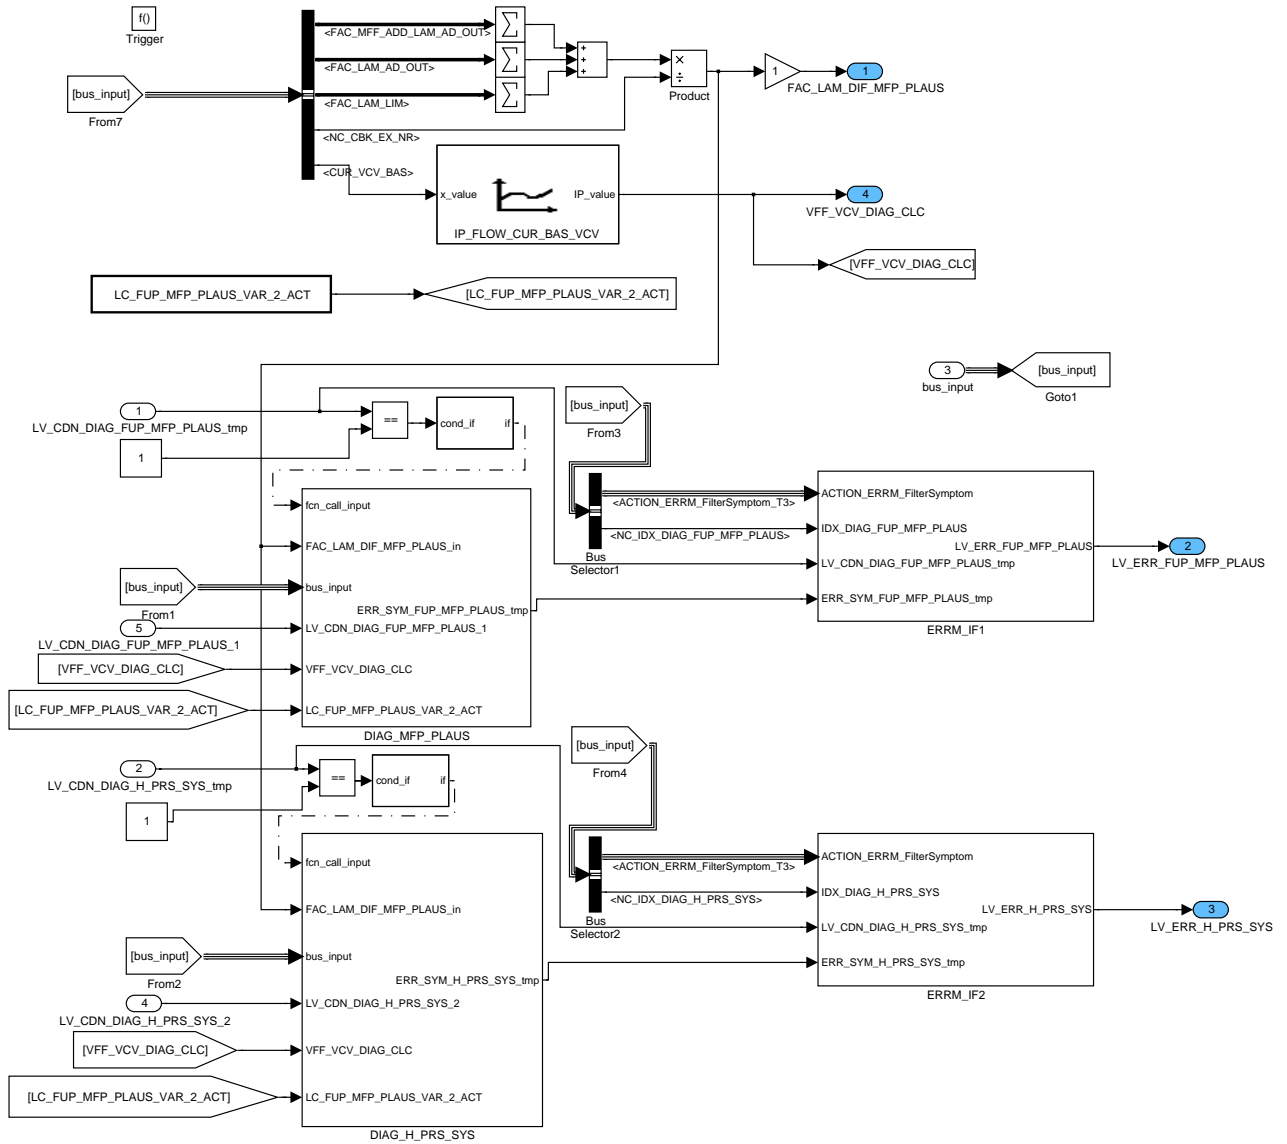 f()
Trigger
<FAC_MFF_ADD_LAM_AD_OUT>
<FAC_LAM_AD_OUT>
<FAC_LAM_LIM>
<NC_CBK_EX_NR>
<CUR_VCV_BAS>
[bus_input]
From7
∑
∑
∑
+
+
+
×
÷
Product
1
1
FAC_LAM_DIF_MFP_PLAUS
x_value
IP_value
IP_FLOW_CUR_BAS_VCV
4
VFF_VCV_DIAG_CLC
[VFF_VCV_DIAG_CLC]
LC_FUP_MFP_PLAUS_VAR_2_ACT
[LC_FUP_MFP_PLAUS_VAR_2_ACT]
3
bus_input
[bus_input]
Goto1
1
LV_CDN_DIAG_FUP_MFP_PLAUS_tmp
1
==
cond_if
if
[bus_input]
From3
<ACTION_ERRM_FilterSymptom_T3>
<NC_IDX_DIAG_FUP_MFP_PLAUS>
Bus
Selector1
ACTION_ERRM_FilterSymptom
IDX_DIAG_FUP_MFP_PLAUS
LV_ERR_FUP_MFP_PLAUS
LV_CDN_DIAG_FUP_MFP_PLAUS_tmp
ERR_SYM_FUP_MFP_PLAUS_tmp
ERRM_IF1
2
LV_ERR_FUP_MFP_PLAUS
fcn_call_input
FAC_LAM_DIF_MFP_PLAUS_in
[bus_input]
From1
bus_input
ERR_SYM_FUP_MFP_PLAUS_tmp
5
LV_CDN_DIAG_FUP_MFP_PLAUS_1
LV_CDN_DIAG_FUP_MFP_PLAUS_1
[VFF_VCV_DIAG_CLC]
VFF_VCV_DIAG_CLC
[LC_FUP_MFP_PLAUS_VAR_2_ACT]
LC_FUP_MFP_PLAUS_VAR_2_ACT
DIAG_MFP_PLAUS
2
LV_CDN_DIAG_H_PRS_SYS_tmp
1
==
cond_if
if
[bus_input]
From4
<ACTION_ERRM_FilterSymptom_T3>
<NC_IDX_DIAG_H_PRS_SYS>
Bus
Selector2
ACTION_ERRM_FilterSymptom
IDX_DIAG_H_PRS_SYS
LV_ERR_H_PRS_SYS
LV_CDN_DIAG_H_PRS_SYS_tmp
ERR_SYM_H_PRS_SYS_tmp
ERRM_IF2
3
LV_ERR_H_PRS_SYS
fcn_call_input
FAC_LAM_DIF_MFP_PLAUS_in
[bus_input]
From2
bus_input
ERR_SYM_H_PRS_SYS_tmp
4
LV_CDN_DIAG_H_PRS_SYS_2
LV_CDN_DIAG_H_PRS_SYS_2
[VFF_VCV_DIAG_CLC]
VFF_VCV_DIAG_CLC
[LC_FUP_MFP_PLAUS_VAR_2_ACT]
LC_FUP_MFP_PLAUS_VAR_2_ACT
DIAG_H_PRS_SYS